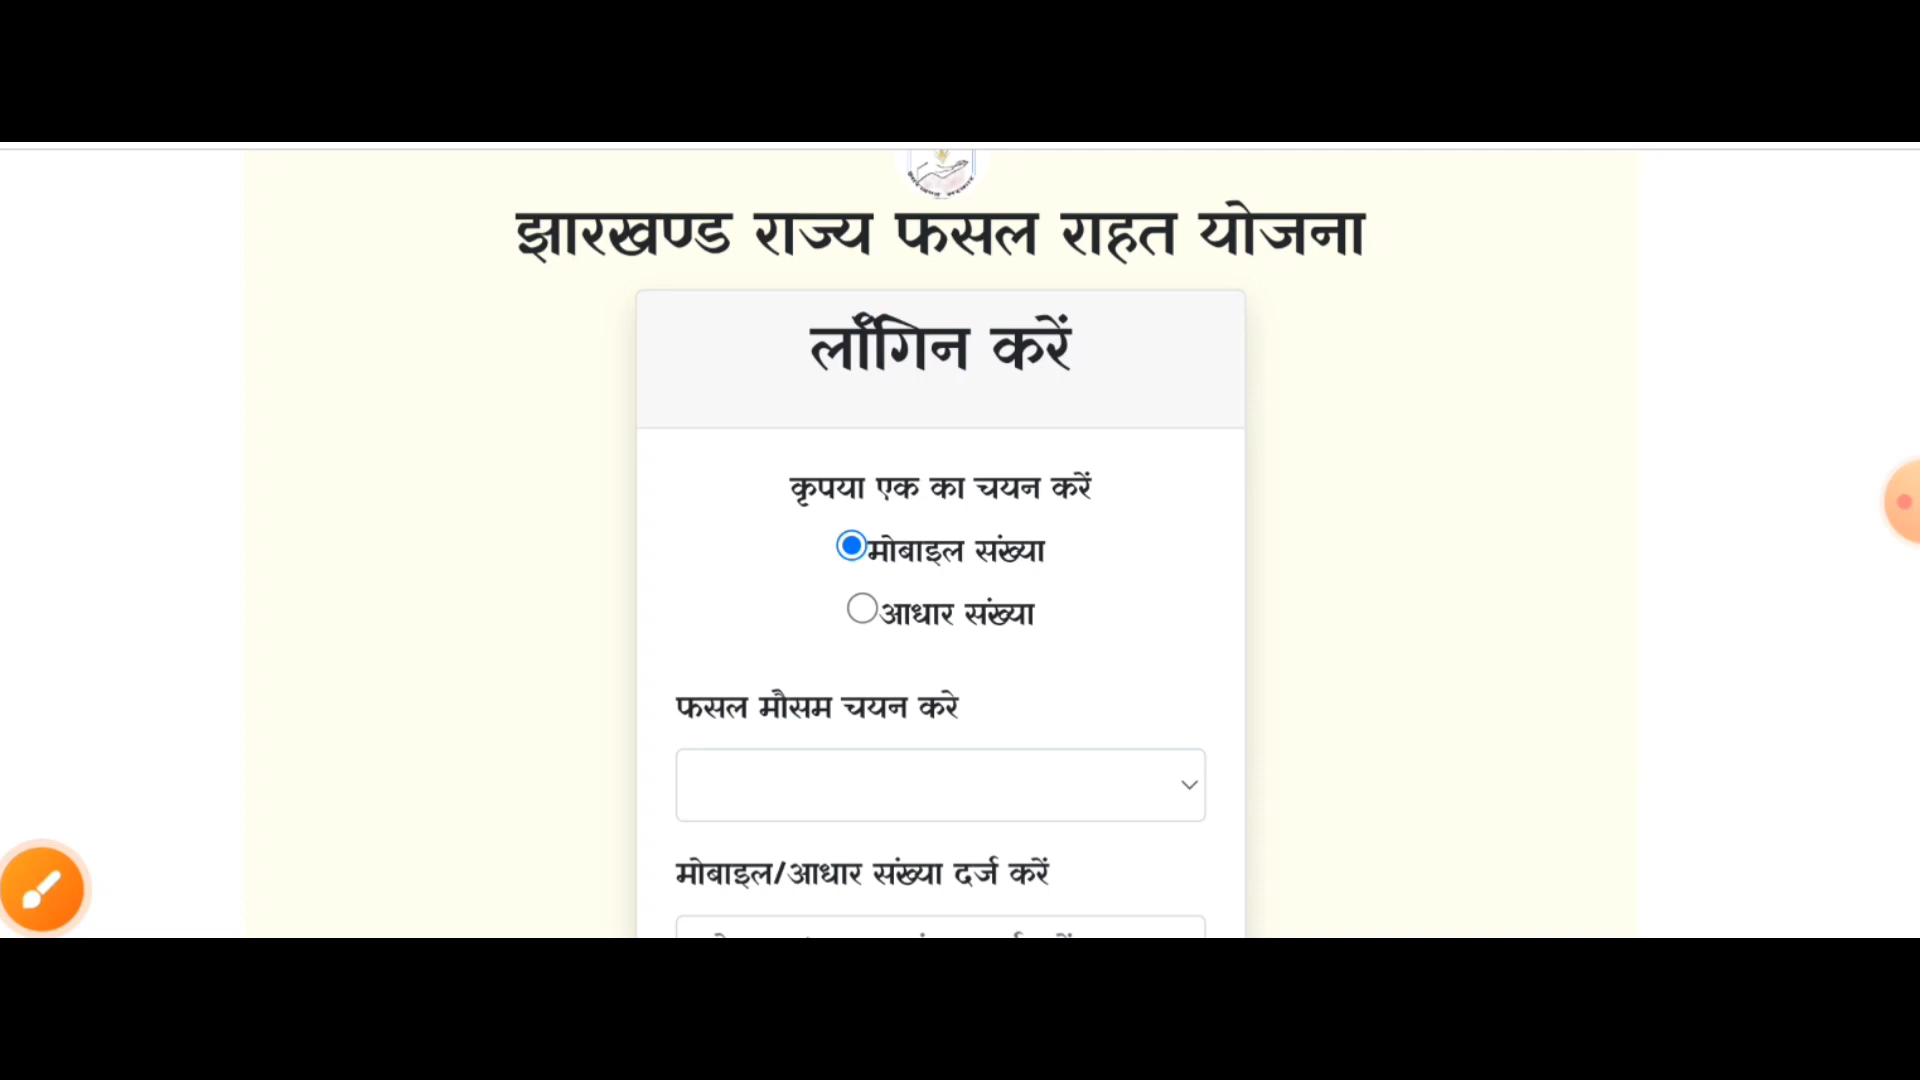 झारखण्ड राज्य फसल राहत योजना
लॉगिन करें
कृपया एक का चयन करें
मोबाइल संख्या
आधार संख्या
फसल मौसम चयन करे
मोबाइल/आधार संख्या दर्ज करें